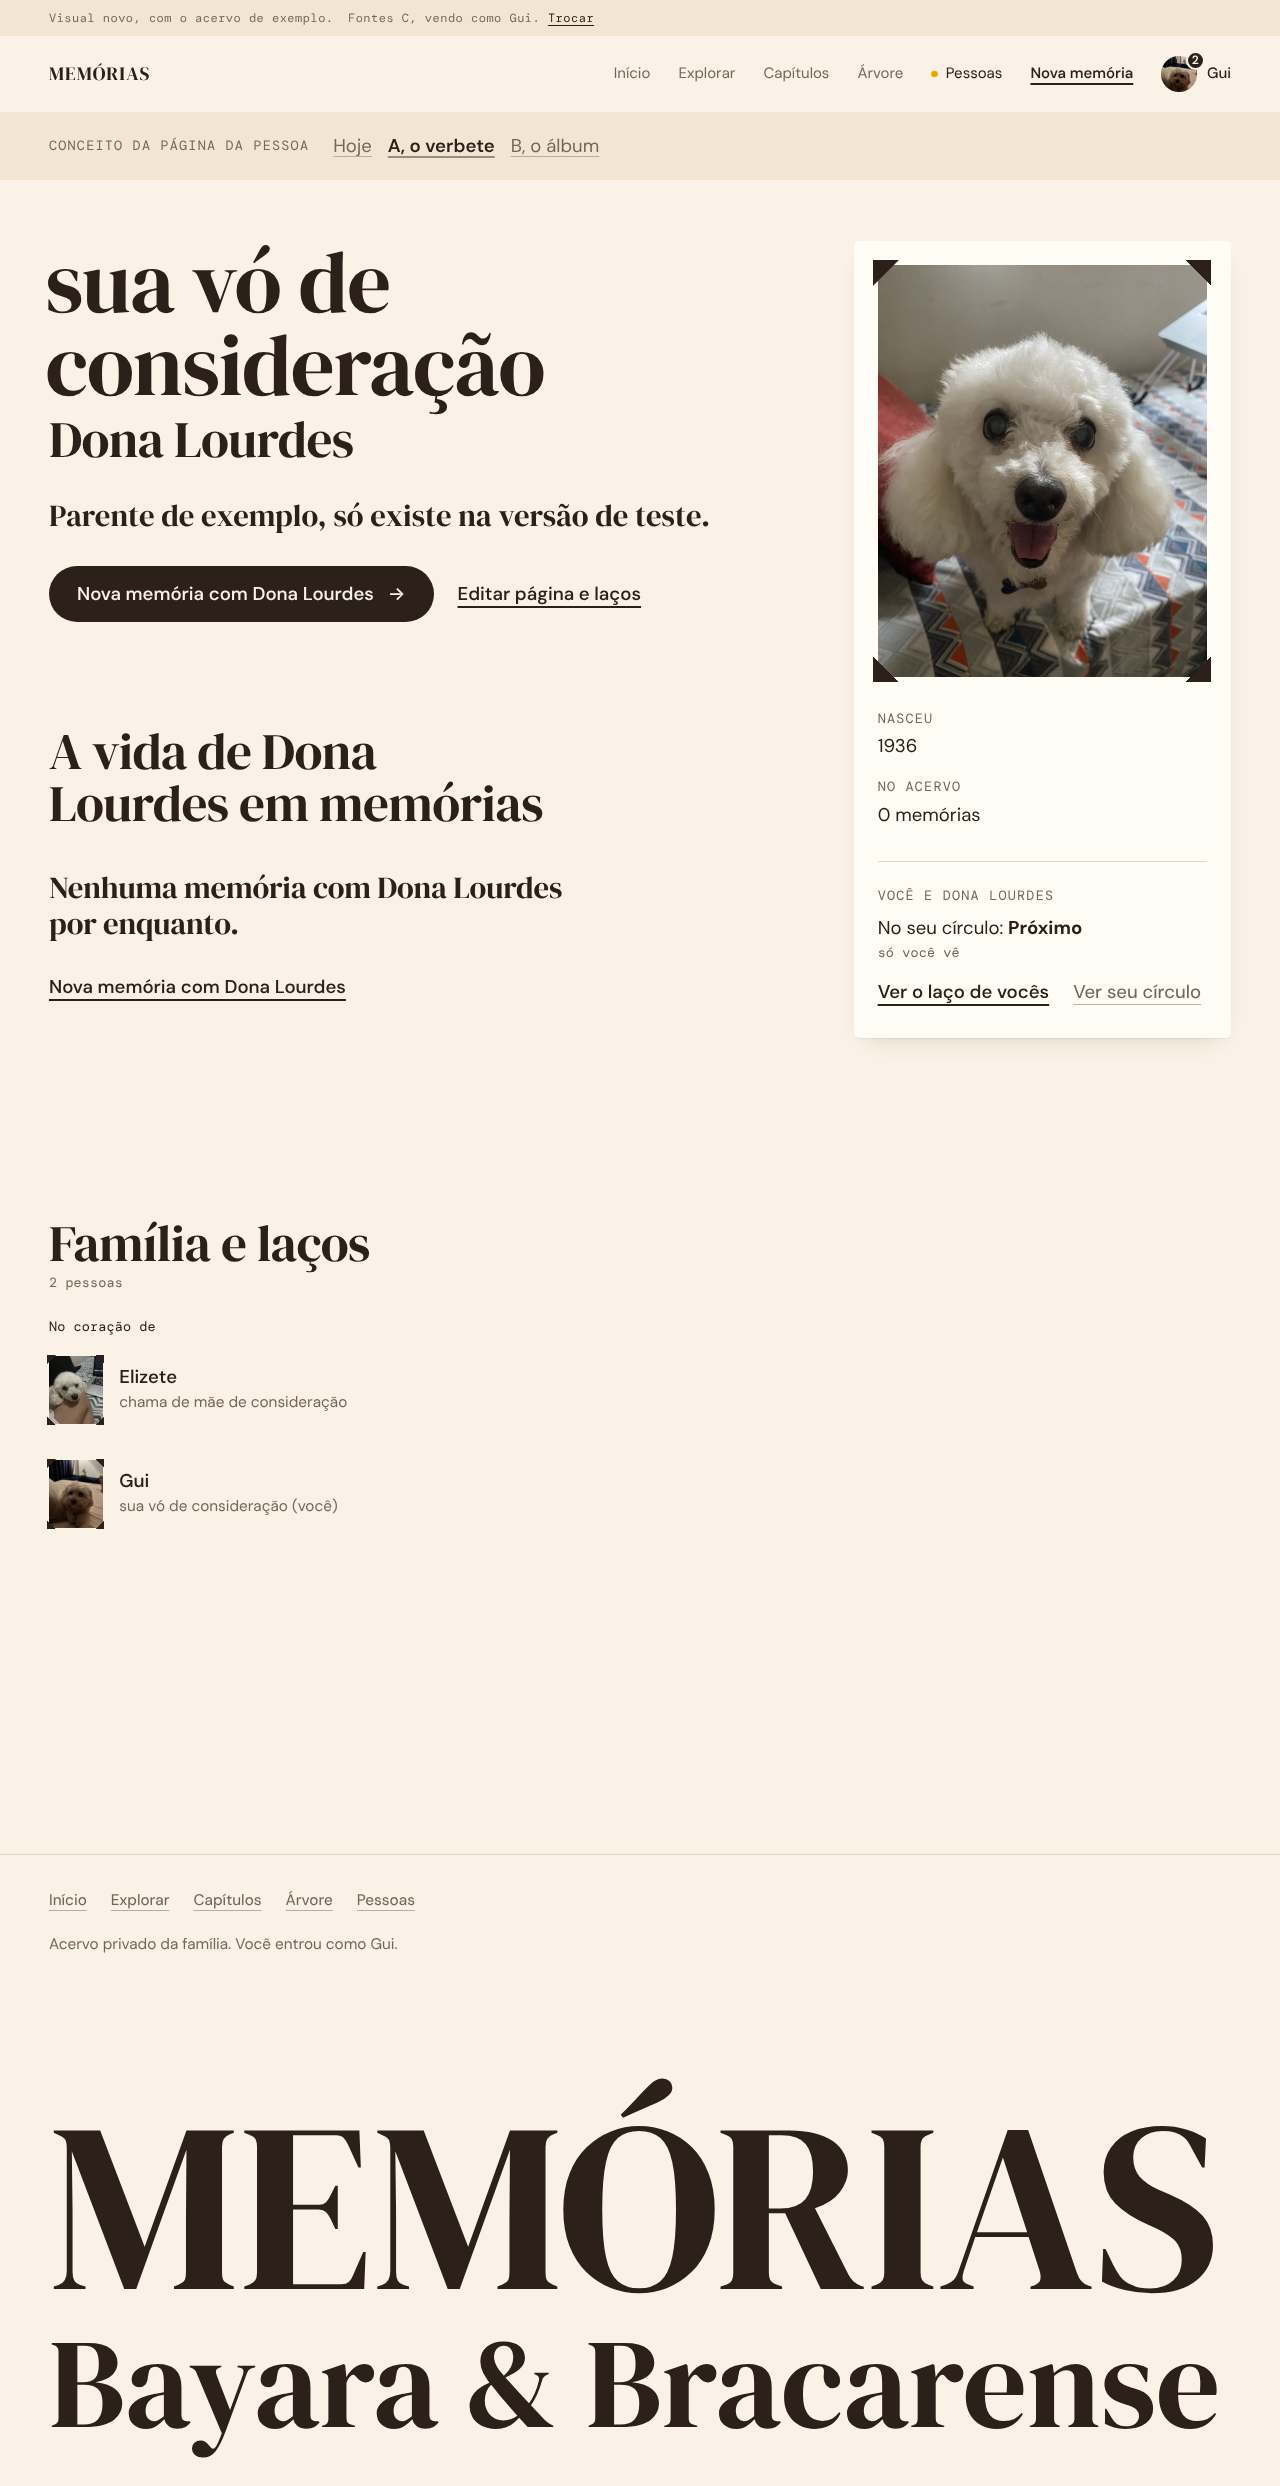 Visual novo, com o acervo de exemplo. Fontes C, vendo como Gui. Trocar
MEMÓRIAS
Início Explorar Capítulos Árvore Pessoas Nova memória 2 Gui
CONCEITO DA PÁGINA DA PESSOA Hoje A, o verbete B, o álbum
sua vó de
consideração
Dona Lourdes
Parente de exemplo, só existe na versão de teste.
Nova memória com Dona Lourdes → Editar página e laços
NASCEU
1936
NO ACERVO
0 memórias
VOCÊ E DONA LOURDES
No seu círculo: Próximo
só você vê
Ver o laço de vocês Ver seu círculo
A vida de Dona
Lourdes em memórias
Nenhuma memória com Dona Lourdes
por enquanto.
Nova memória com Dona Lourdes
Família e laços
2 pessoas
No coração de
Elizete
chama de mãe de consideração
Gui
sua vó de consideração (você)
Início Explorar Capítulos Árvore Pessoas
Acervo privado da família. Você entrou como Gui.
MEMÓRIAS
Bayara & Bracarense